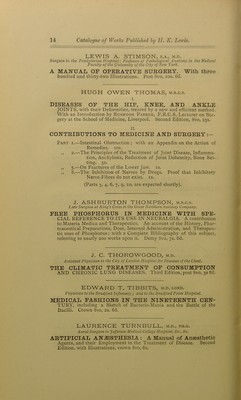 14 Catalogue of Works Published by H. K. Lewis.
LEWIS A. STIMSON, B.A., M.D.
Surgeon to the Presbyterian Hospital; Professor of Pathological Anatomy in the Medical
Faculty of the University of the City of New York.
A MANUAL OF OPERATIVE SURGERY. With three
hundred and thirty-two Illustrations. Post 8vo, 10s. 6d.
HUGH OWEN THOMAS, M.R.C.S.
I.
DISEASES OF THE HIP, KNEE, AND ANKLE
JOINTS, with their Deformities, treated by a new and efficient method.
With an Introduction by RUSHTON PARKER, F.R.C.S., Lecturer on Sur-
gery at the School of Medicine, Liverpool. Second Edition, 8vo, 25s.
II.
CONTRIBUTIONS TO MEDICINE AND SURGERY :—
PART 1.—Intestinal Obstruction; with an Appendix on the Action of
Remedies. 10s.
„ 2.—The Principles of the Treatment of Joint Disease, Inflamma-
tion, Anchylosis, Reduction of Joint Deformity, Bone Set-
ting. 5s.
„ 5.—On Fractures of the Lower Jaw. 1s.
„ 8.—The Inhibition of Nerves by Drugs. Proof that Inhibitory
Nerve-Fibres do not exist. 1s.
(Parts 3, 4, 6, 7, 9, 10, are expected shortly).
J. ASHBURTON THOMPSON, M.R.C.S.
Late Surgeon at King's Cross to the Great Northern Railway Company.
FREE PHOSPHORUS IN MEDICINE WITH SPE-
CIAL REFERENCE TO ITS USE IN NEURALGIA. A contribution
to Materia Medica and Therapeutics. An account of the History, Phar-
maceutical Preparations, Dose, Internal Administration, and Therapeu-
tic uses of Phosphorus; with a Complete Bibliography of this subject,
referring to nearly 200 works upon it. Demy 8vo, 7s. 6d.
J. C. THOROWGOOD, M.D.
Assistant Physician to the City of London Hospital for Diseases of the Chest.
THE CLIMATIC TREATMENT OF CONSUMPTION
AND CHRONIC LUNG DISEASES. Third Edition, post 8vo, 3s 6d.
EDWARD T. TIBBITS, M.D. LOND.
Physician to the Bradford Infirmary; and to the Bradford Fever Hospital.
MEDICAL FASHIONS IN THE NINETEENTH CEN-
TURY, including a Sketch of Bacterio-Mania and the Battle of the
Bacilli. Crown 8vo, 2s. 6d.
LAURENCE TURNBULL, M.D., PH.G.
Aural Surgeon to Jefferson Medical College Hospital, &c. &c.
ARTIFICIAL ANÆSTHESIA: A Manual of Anæsthetic
Agents, and their Employment in the Treatment of Disease. Second
Edition, with Illustrations, crown 8vo, 6s.